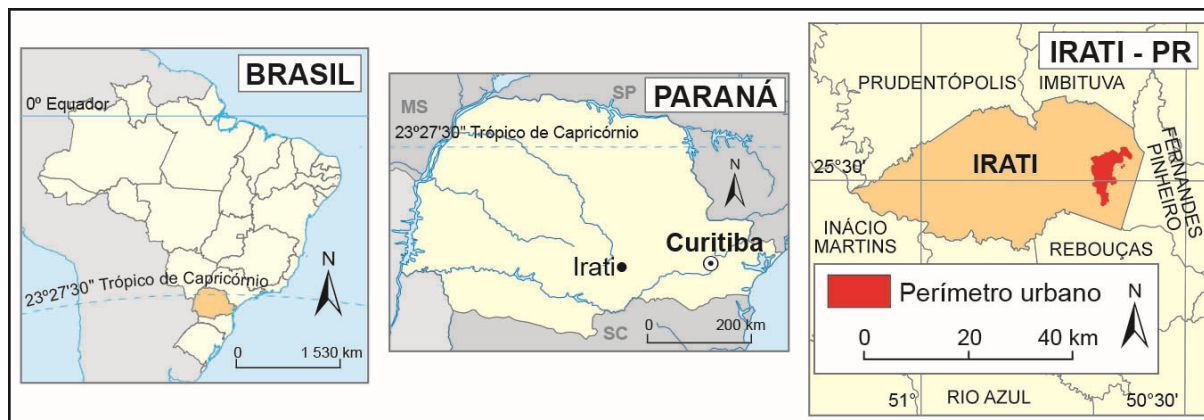 BRASIL
0º Equador
23º27'30" Trópico de Capricórnio
N
0
1 530 km
PARANÁ
MS
SP
23º27'30" Trópico de Capricórnio
N
Curitiba
Irati
SC
0
200 km
IRATI - PR
PRUDENTÓPOLIS
IMBITUVA
25º30'
IRATI
FERNANDES
PINHEIRO
INÁCIO
MARTINS
REBOUÇAS
Perímetro urbano
N
0
20
40 km
51º
RIO AZUL
50º30'